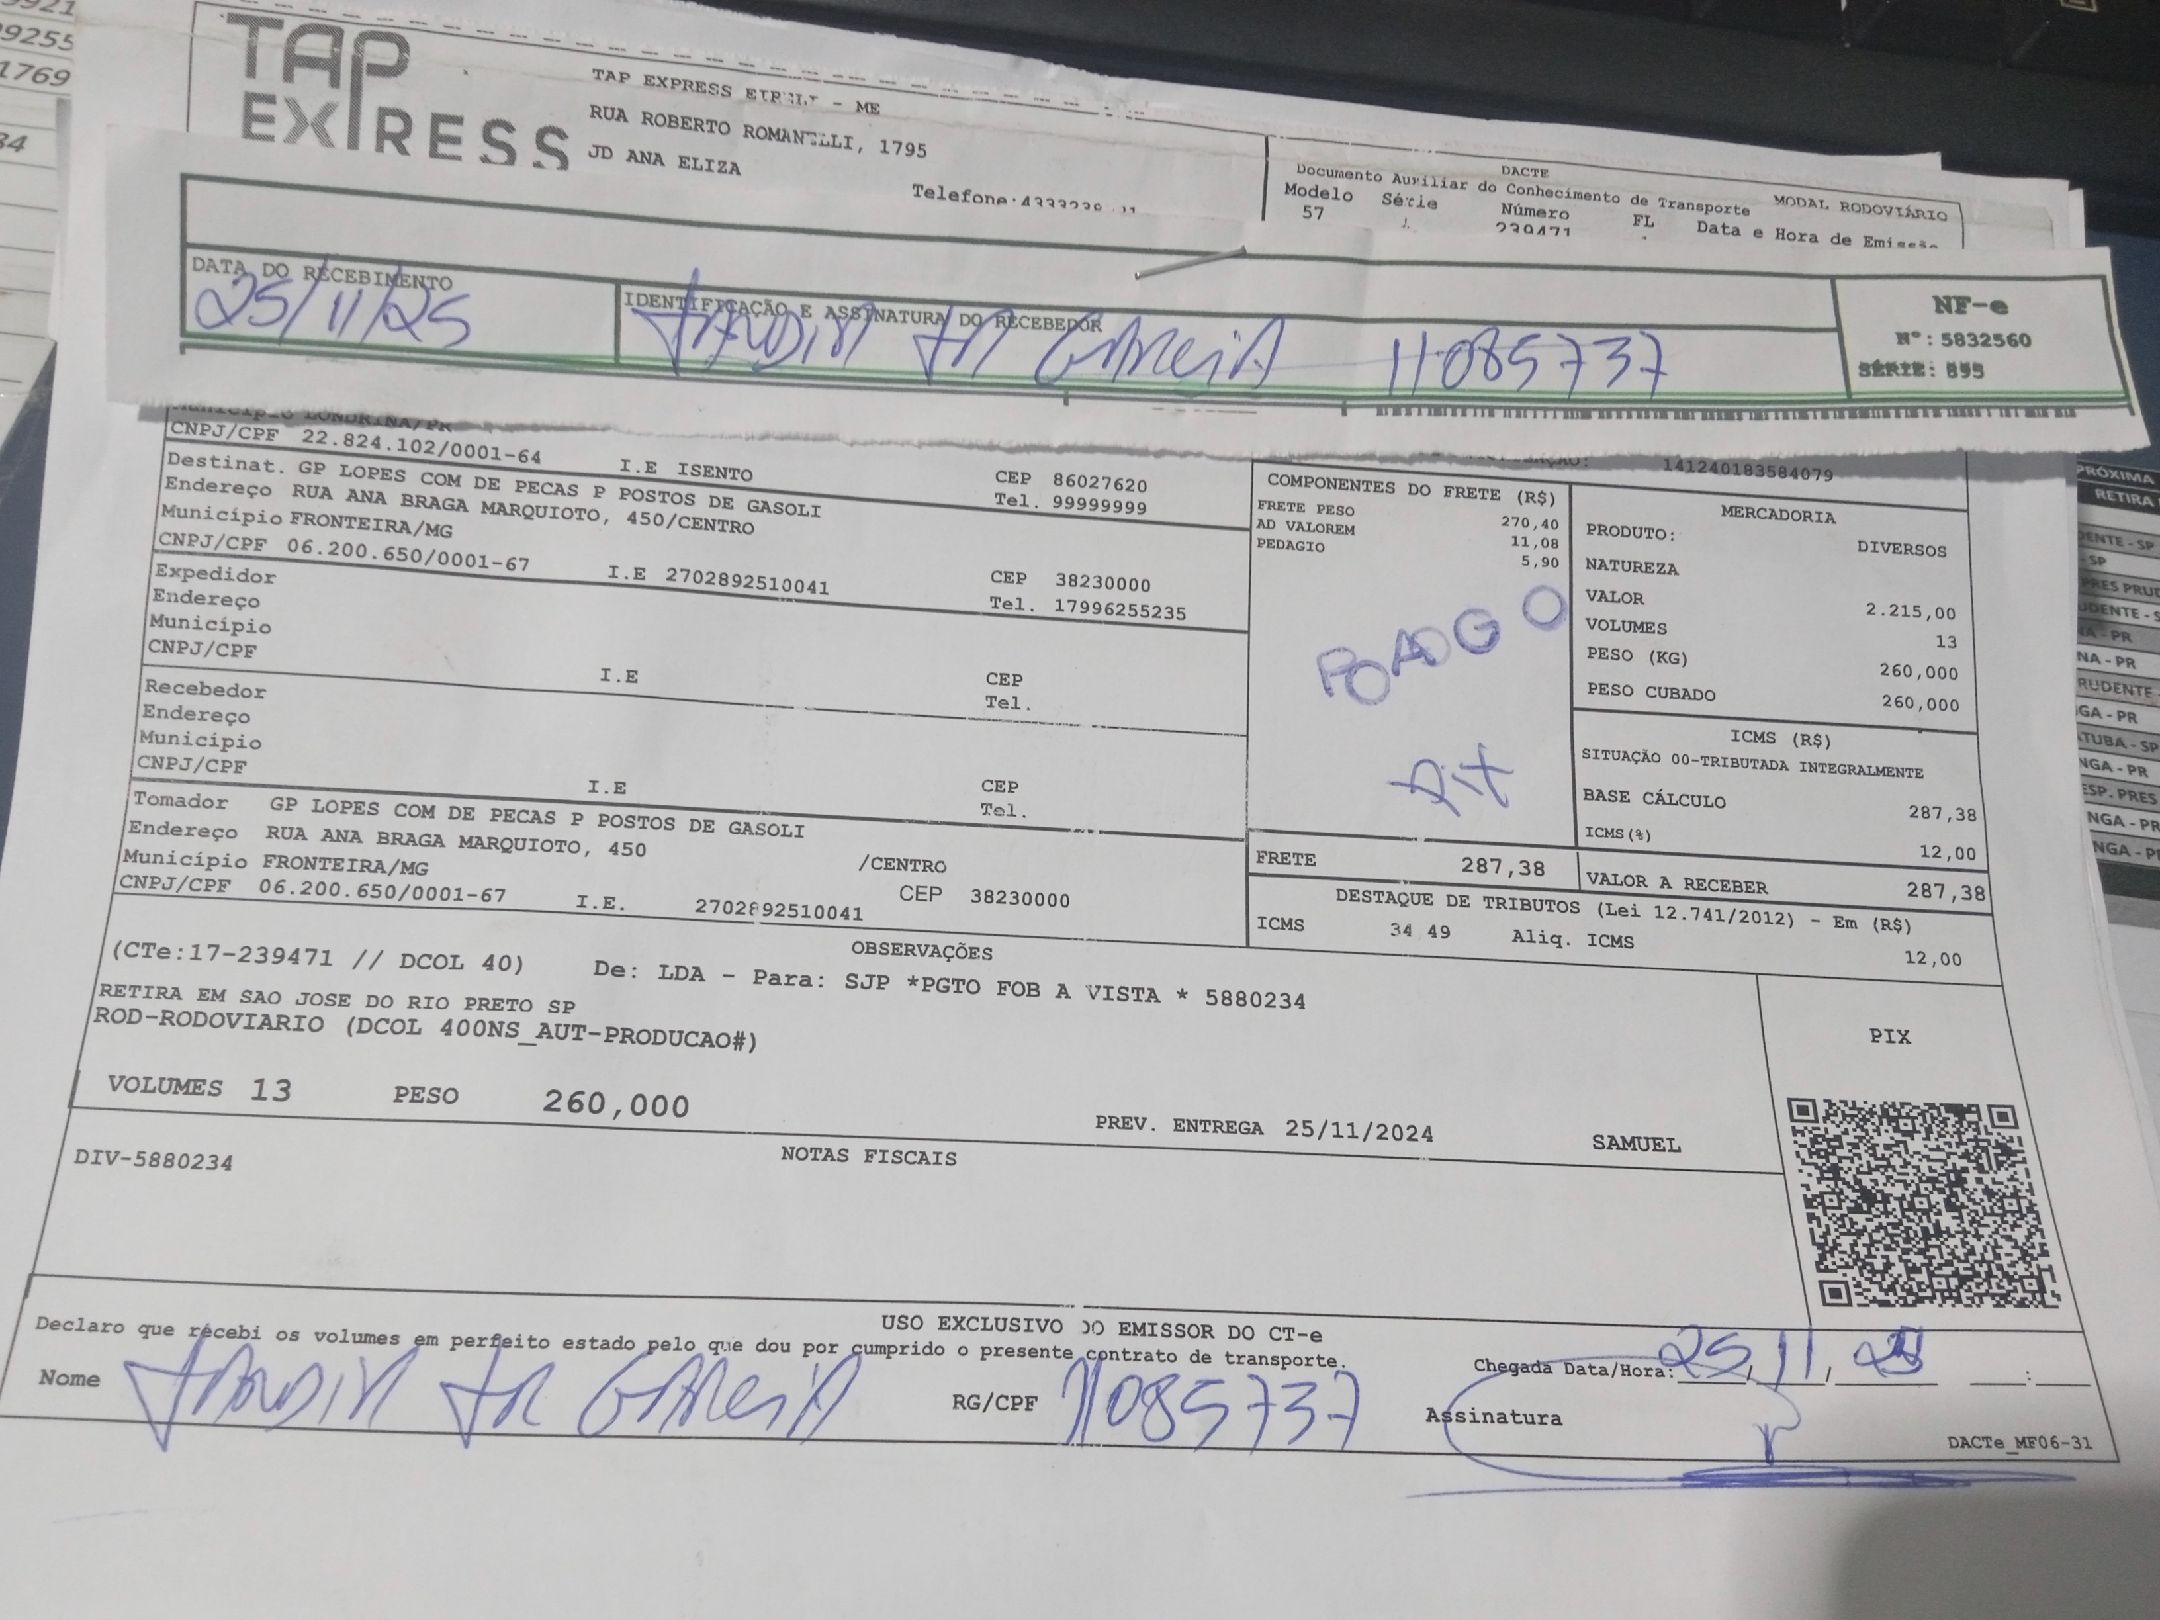 TAP
EXPRESS
TAP EXPRESS EIRELI - ME
RUA ROBERTO ROMANELLI, 1795
JD ANA ELIZA
DACTE
Documento Auxiliar do Conhecimento de Transporte
MODAL RODOVIÁRIO
Modelo Série Número FL Data e Hora de Emissão
57 239471
DATA DO RECEBIMENTO
25/11/25
IDENTIFICAÇÃO E ASSINATURA DO RECEBEDOR
JR GARCIA 11085737
NF-e
Nº: 5832560
SÉRIE: 895
Município LONDRINA/PR
CNPJ/CPF 22.824.102/0001-64 I.E ISENTO CEP 86027620
Tel. 99999999
Destinat. GP LOPES COM DE PECAS P POSTOS DE GASOLI
Endereço RUA ANA BRAGA MARQUIOTO, 450/CENTRO
Município FRONTEIRA/MG
CNPJ/CPF 06.200.650/0001-67 I.E 2702892510041 CEP 38230000
Tel. 17996255235
Expedidor
Endereço
Município
CNPJ/CPF I.E CEP
Tel.
Recebedor
Endereço
Município
CNPJ/CPF I.E CEP
Tel.
Tomador GP LOPES COM DE PECAS P POSTOS DE GASOLI
Endereço RUA ANA BRAGA MARQUIOTO, 450 /CENTRO
Município FRONTEIRA/MG CEP 38230000
CNPJ/CPF 06.200.650/0001-67 I.E. 2702892510041
141240183584079
COMPONENTES DO FRETE (R$)
FRETE PESO 270,40
AD VALOREM 11,08
PEDAGIO 5,90
PIX
FRETE 287,38
MERCADORIA
PRODUTO: DIVERSOS
NATUREZA
VALOR 2.215,00
VOLUMES 13
PESO (KG) 260,000
PESO CUBADO 260,000
ICMS (R$)
SITUAÇÃO 00-TRIBUTADA INTEGRALMENTE
BASE CÁLCULO 287,38
ICMS(%) 12,00
VALOR A RECEBER 287,38
DESTAQUE DE TRIBUTOS (Lei 12.741/2012) - Em (R$)
ICMS 34,49 Aliq. ICMS 12,00
OBSERVAÇÕES
(CTe:17-239471 // DCOL 40) De: LDA - Para: SJP *PGTO FOB A VISTA * 5880234
RETIRA EM SAO JOSE DO RIO PRETO SP
ROD-RODOVIARIO (DCOL 400NS_AUT-PRODUCAO#)
PIX
VOLUMES 13 PESO 260,000 PREV. ENTREGA 25/11/2024 SAMUEL
NOTAS FISCAIS
DIV-5880234
USO EXCLUSIVO DO EMISSOR DO CT-e
Declaro que recebi os volumes em perfeito estado pelo que dou por cumprido o presente contrato de transporte.
Chegada Data/Hora: 25/11/
Nome JR GARCIA RG/CPF 11085737 Assinatura
DACTe_MF06-31